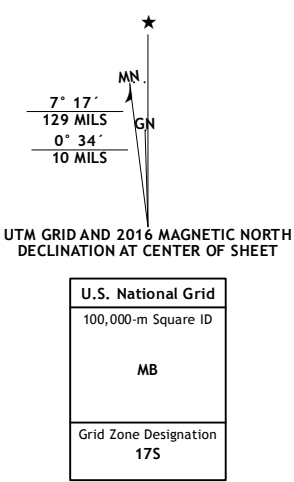 ★
MN
7° 17´
129 MILS
GN
0° 34´
10 MILS
UTM GRID AND 2016 MAGNETIC NORTH
DECLINATION AT CENTER OF SHEET
U.S. National Grid
100,000-m Square ID
MB
Grid Zone Designation
17S